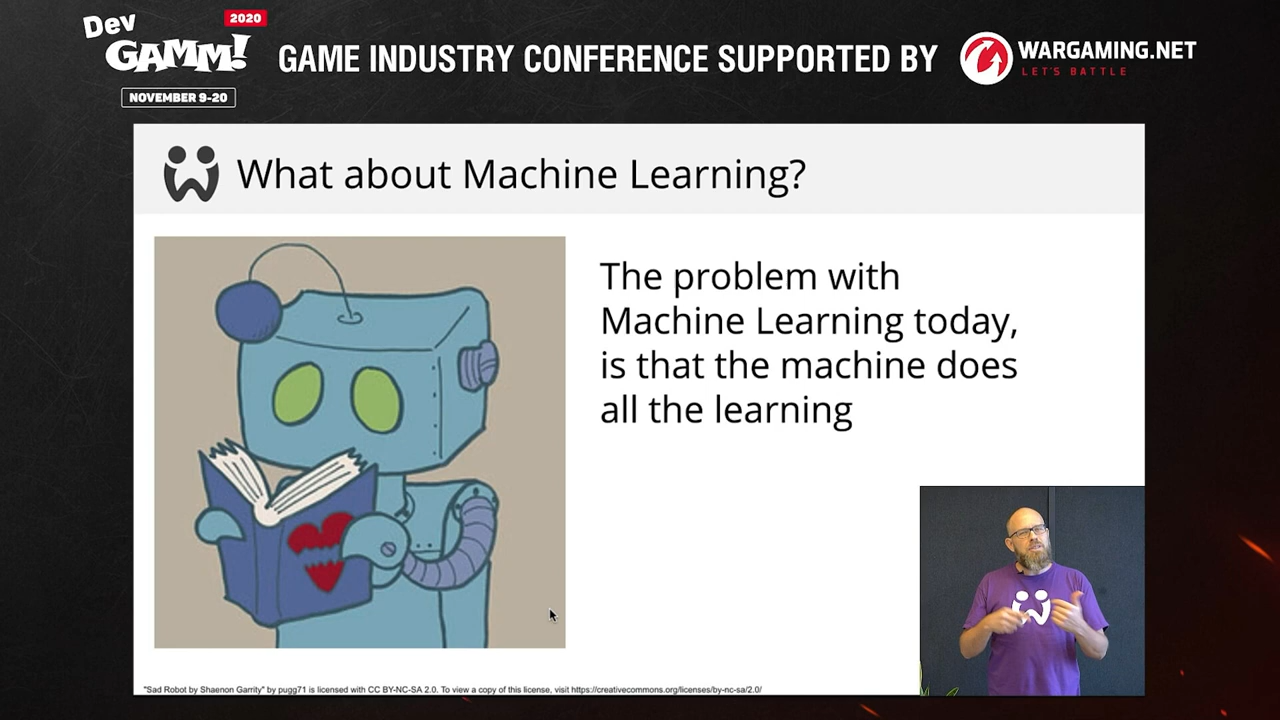 Dev
GAMM!
2020
NOVEMBER 9-20
GAME INDUSTRY CONFERENCE SUPPORTED BY
WARGAMING.NET
LET'S BATTLE
What about Machine Learning?
The problem with
Machine Learning today,
is that the machine does
all the learning
"Sad Robot by Shaenon Garrity" by pugg71 is licensed with CC BY-NC-SA 2.0. To view a copy of this license, visit https://creativecommons.org/licenses/by-nc-sa/2.0/